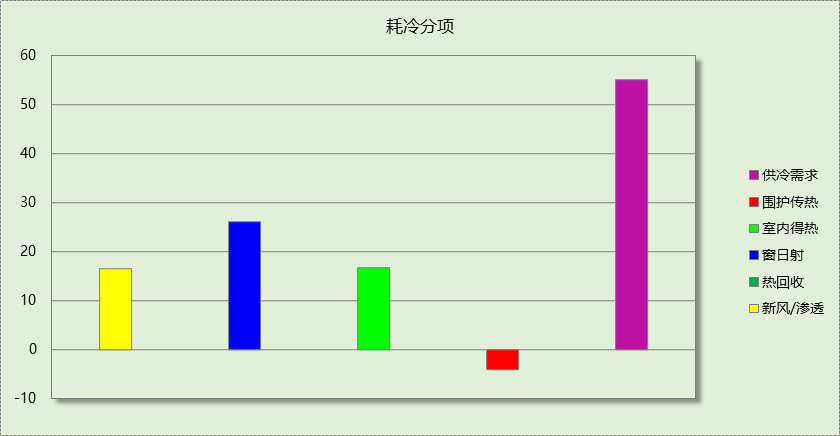 耗冷分项
60
50
40
30
20
10
0
-10
供冷需求
围护传热
室内得热
窗日射
热回收
新风/渗透